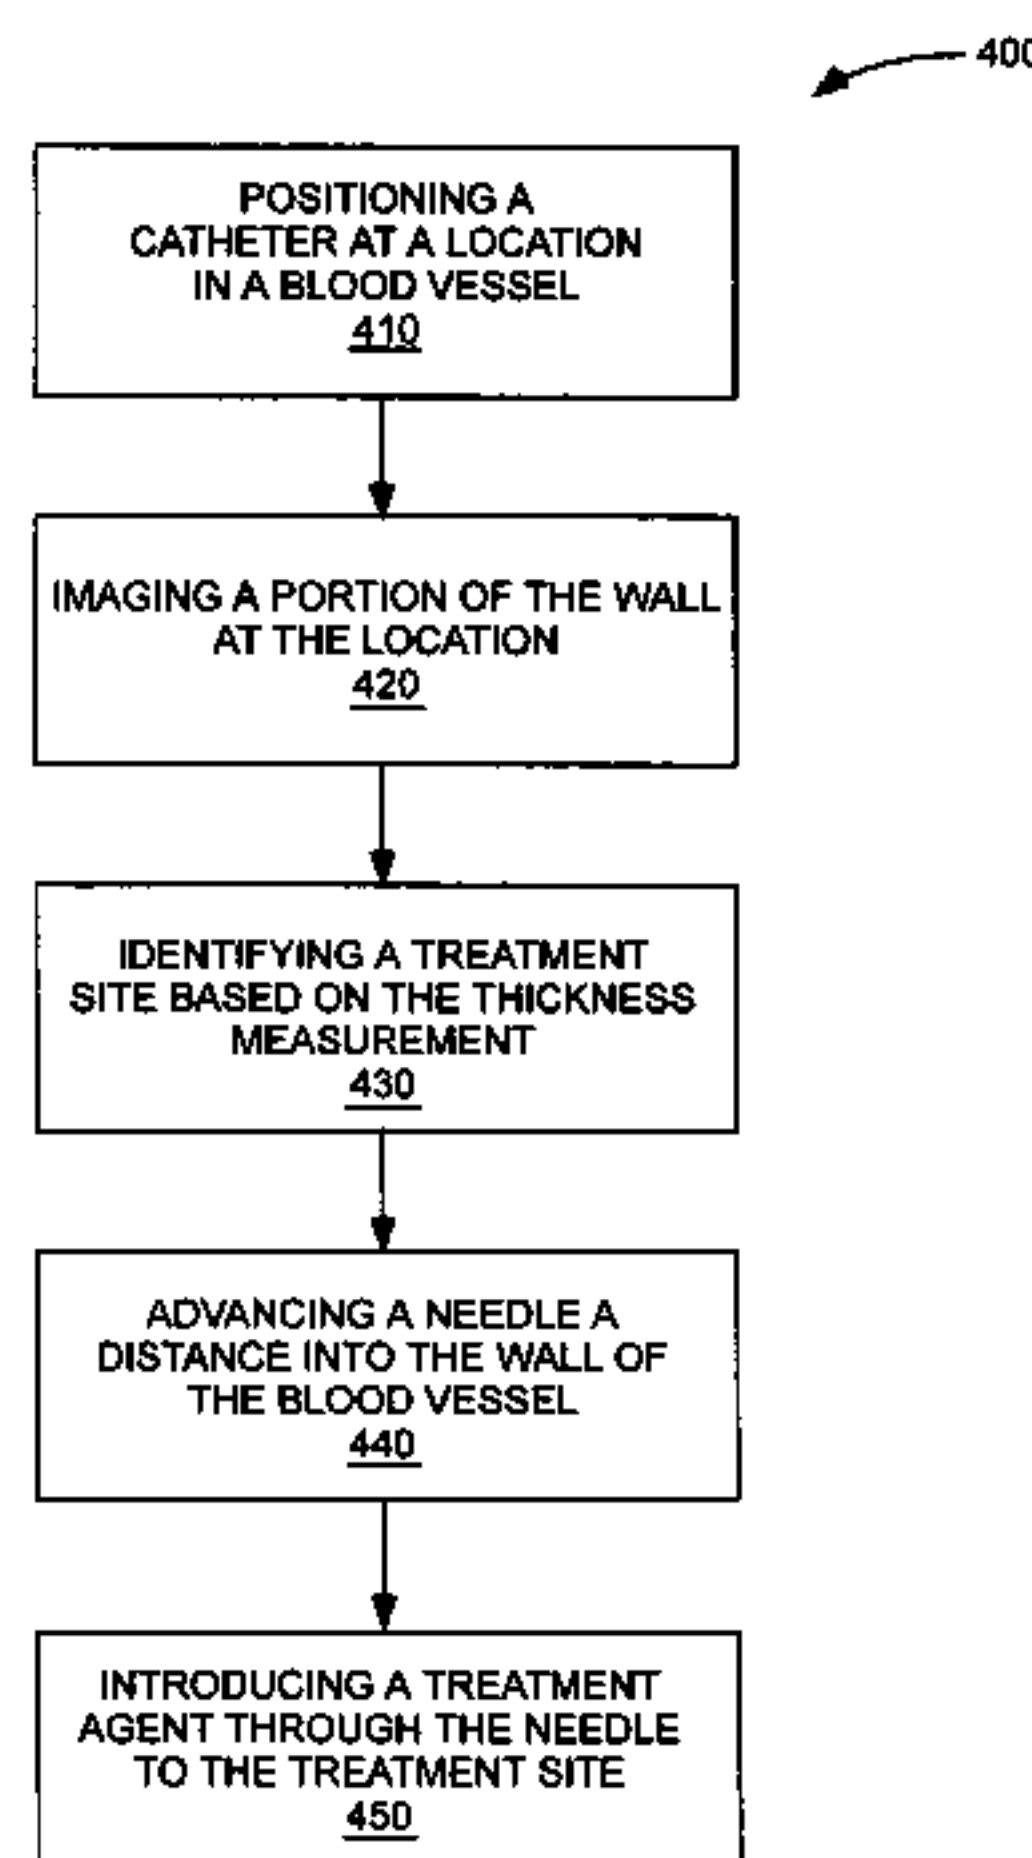 400
POSITIONING A
CATHETER AT A LOCATION
IN A BLOOD VESSEL
410
IMAGING A PORTION OF THE WALL
AT THE LOCATION
420
IDENTIFYING A TREATMENT
SITE BASED ON THE THICKNESS
MEASUREMENT
430
ADVANCING A NEEDLE A
DISTANCE INTO THE WALL OF
THE BLOOD VESSEL
440
INTRODUCING A TREATMENT
AGENT THROUGH THE NEEDLE
TO THE TREATMENT SITE
450